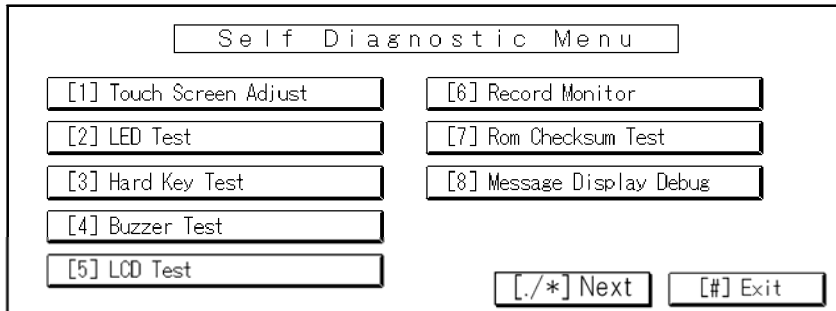 Self Diagnostic Menu
[1] Touch Screen Adjust
[2] LED Test
[3] Hard Key Test
[4] Buzzer Test
[5] LCD Test
[6] Record Monitor
[7] Rom Checksum Test
[8] Message Display Debug
[./*] Next
[#] Exit